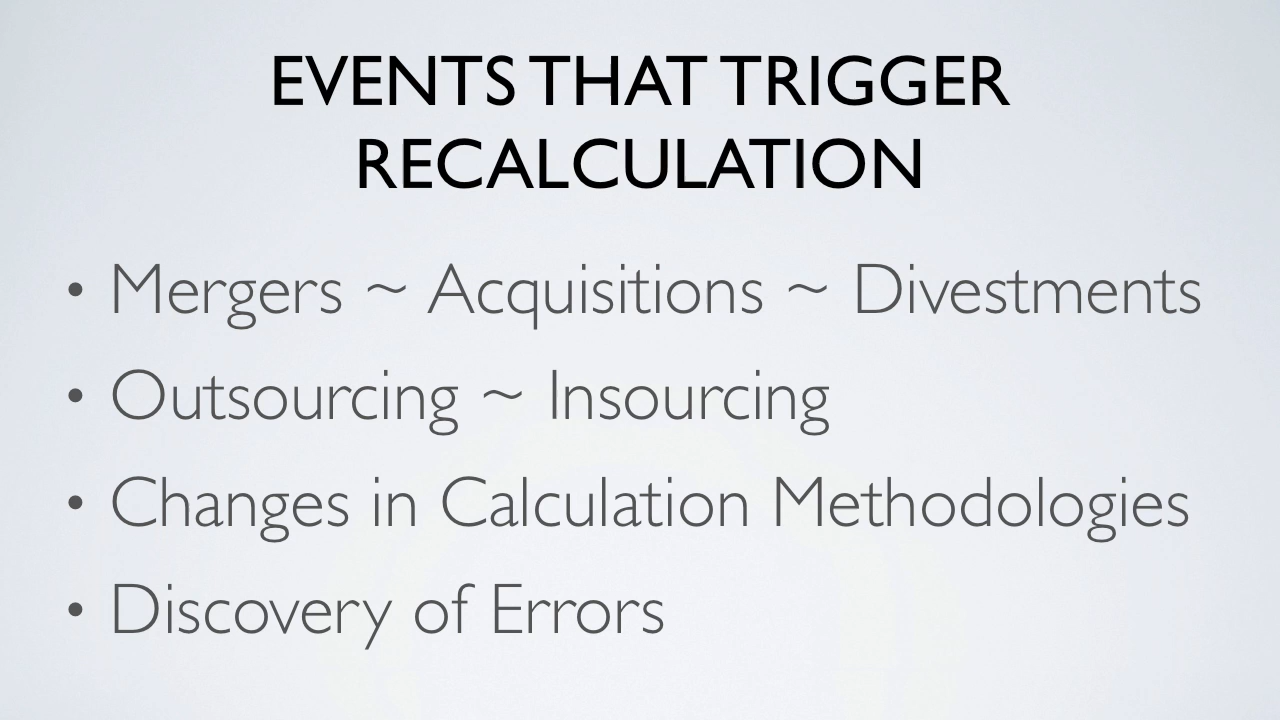 EVENTS THAT TRIGGER
RECALCULATION
• Mergers ~ Acquisitions ~ Divestments
• Outsourcing ~ Insourcing
• Changes in Calculation Methodologies
• Discovery of Errors